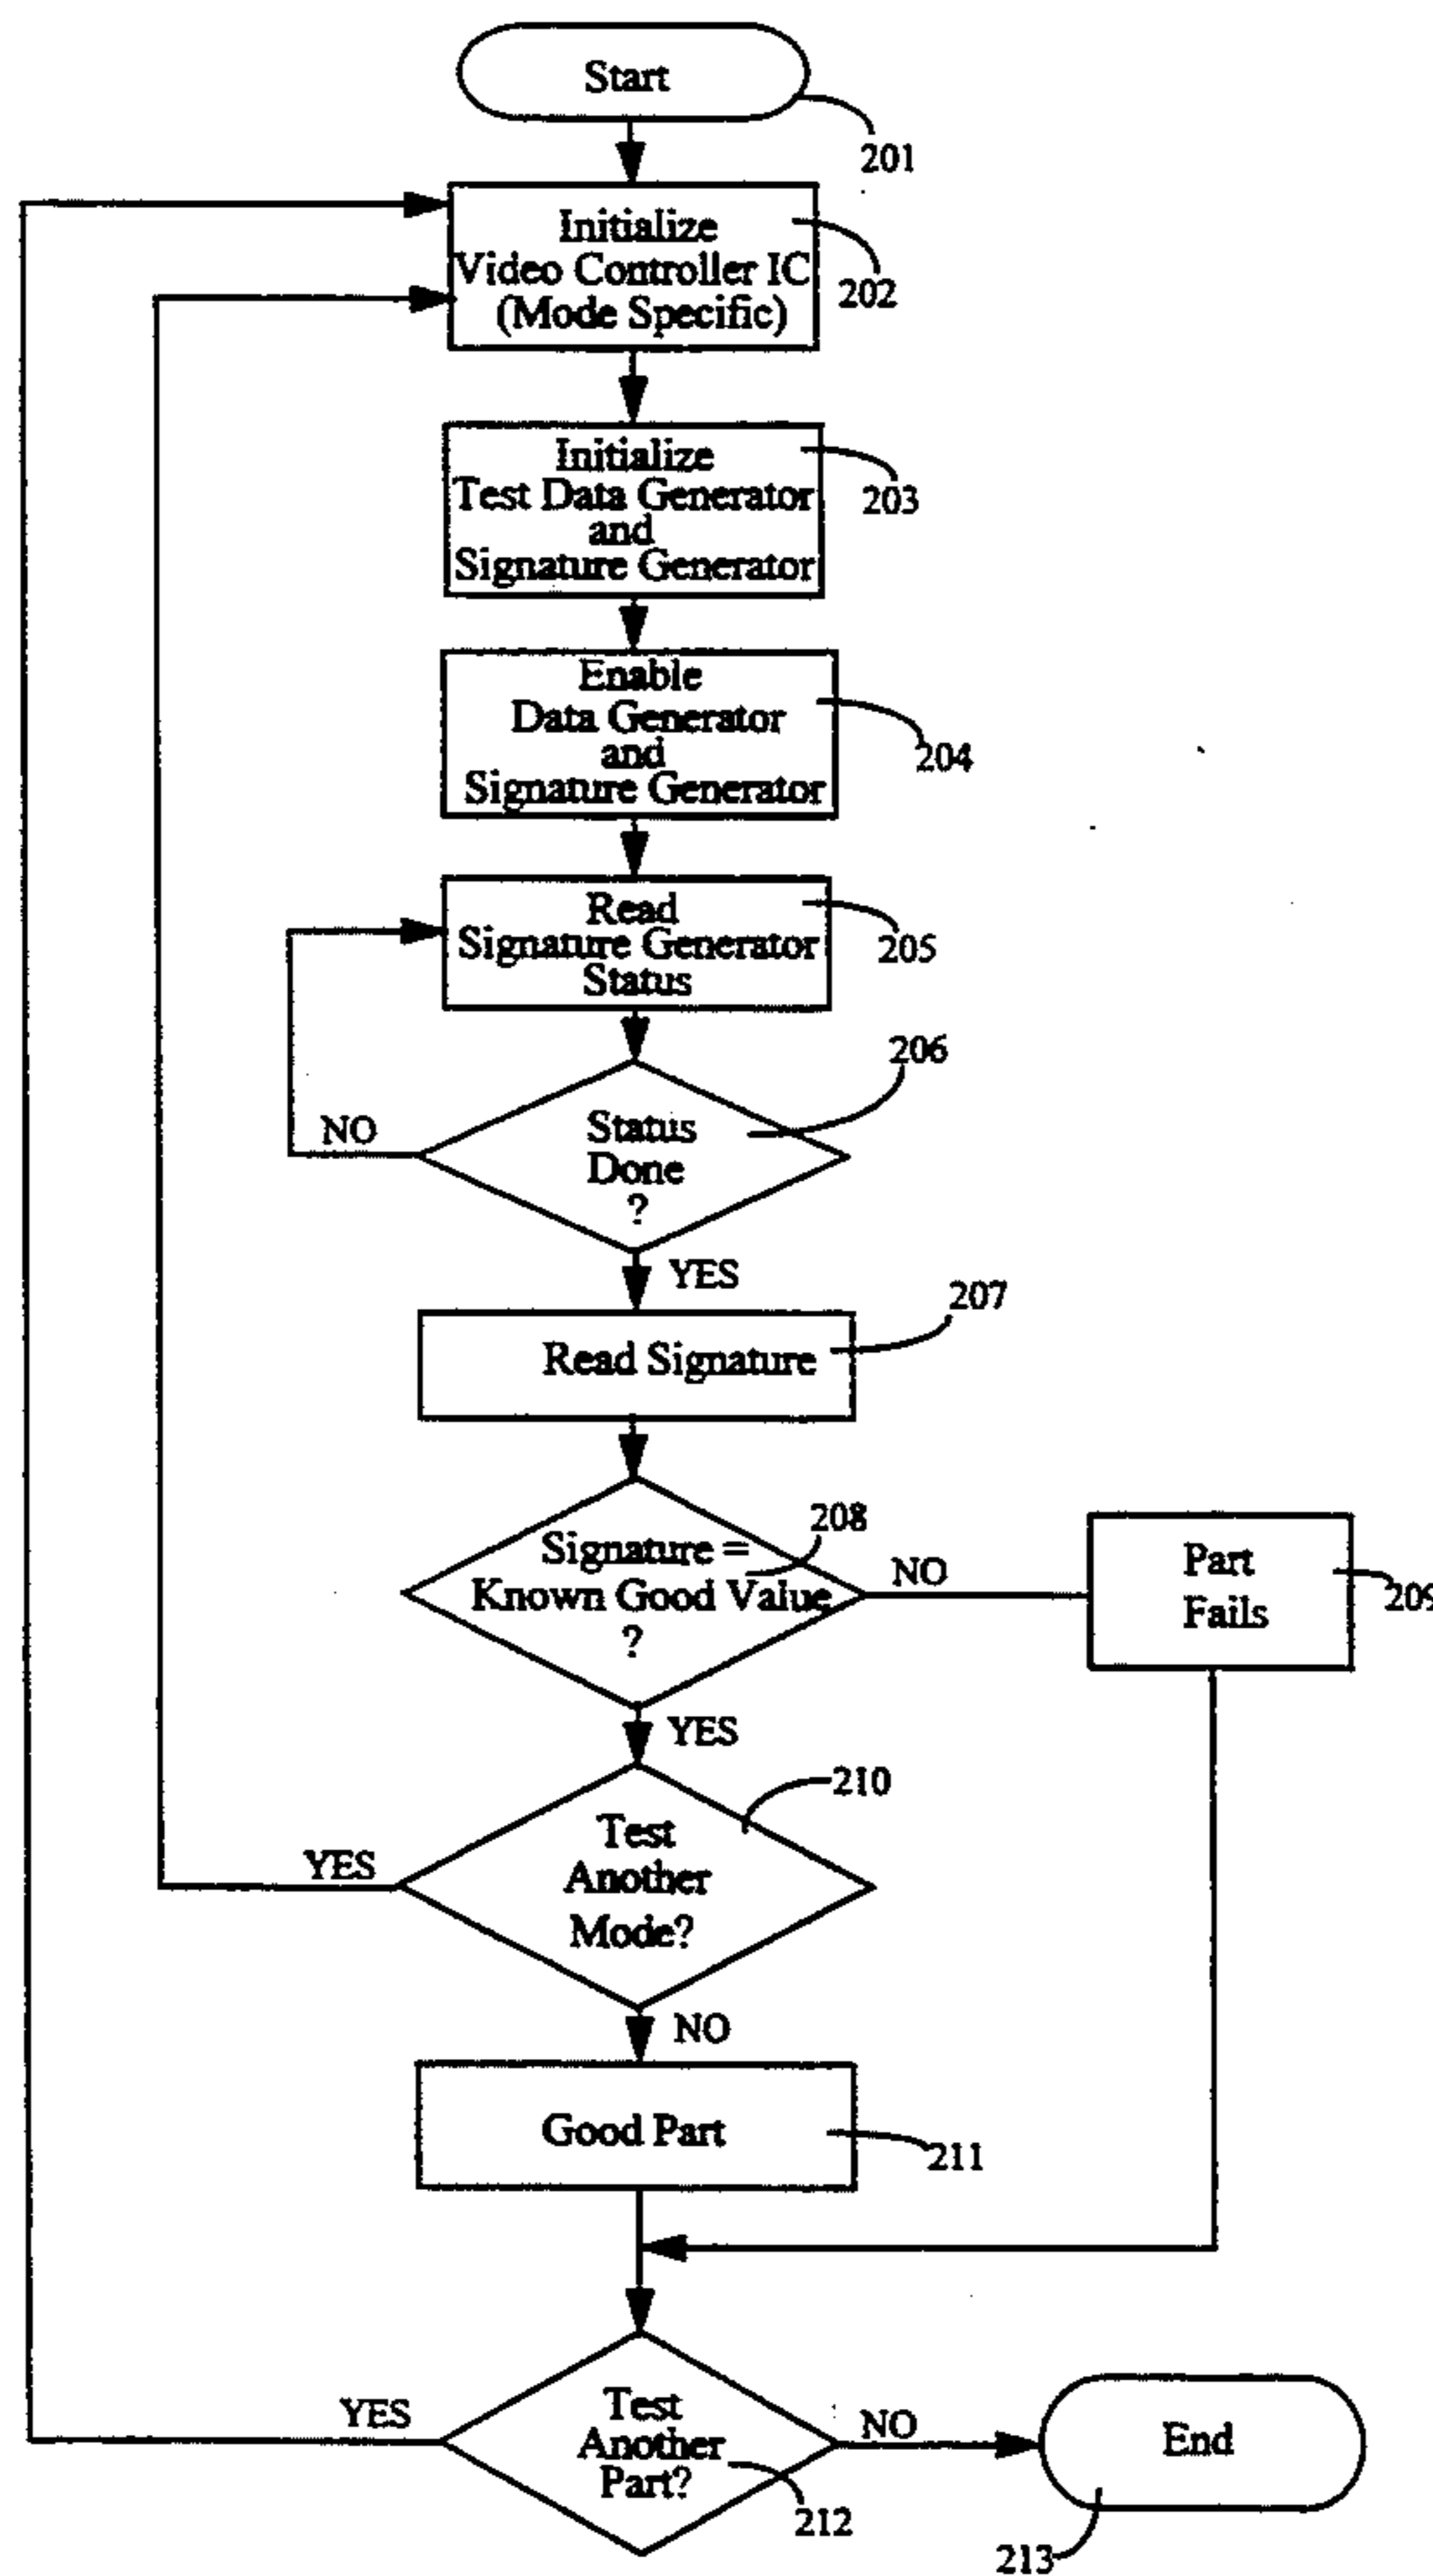 Start
201
Initialize
Video Controller IC
(Mode Specific)
202
Initialize
Test Data Generator
and
Signature Generator
203
Enable
Data Generator
and
Signature Generator
204
Read
Signature Generator
Status
205
206
Status
Done
?
NO
YES
207
Read Signature
208
Signature =
Known Good Value
?
NO
Part
Fails
209
YES
210
Test
Another
Mode?
YES
NO
Good Part
211
Test
Another
Part?
YES
NO
212
End
213